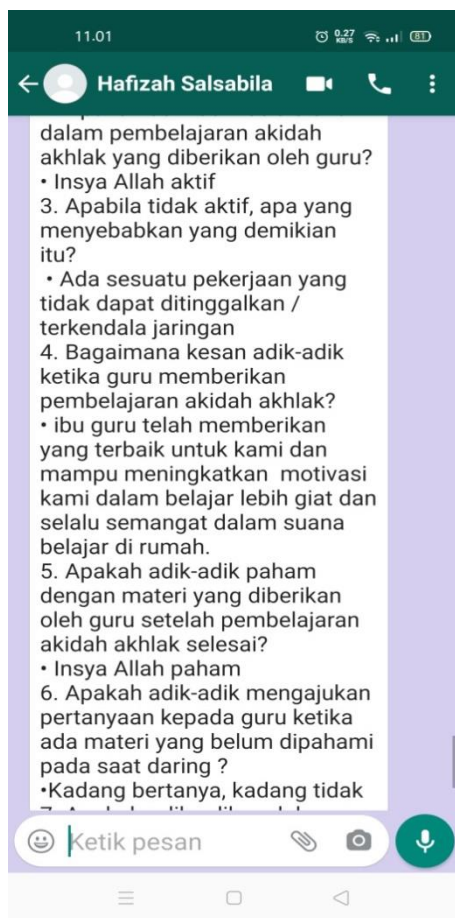 11.01
0.27
KB/S
81
Hafizah Salsabila
dalam pembelajaran akidah
akhlak yang diberikan oleh guru?
• Insya Allah aktif
3. Apabila tidak aktif, apa yang
menyebabkan yang demikian
itu?
• Ada sesuatu pekerjaan yang
tidak dapat ditinggalkan /
terkendala jaringan
4. Bagaimana kesan adik-adik
ketika guru memberikan
pembelajaran akidah akhlak?
• ibu guru telah memberikan
yang terbaik untuk kami dan
mampu meningkatkan  motivasi
kami dalam belajar lebih giat dan
selalu semangat dalam suana
belajar di rumah.
5. Apakah adik-adik paham
dengan materi yang diberikan
oleh guru setelah pembelajaran
akidah akhlak selesai?
• Insya Allah paham
6. Apakah adik-adik mengajukan
pertanyaan kepada guru ketika
ada materi yang belum dipahami
pada saat daring ?
•Kadang bertanya, kadang tidak
Ketik pesan